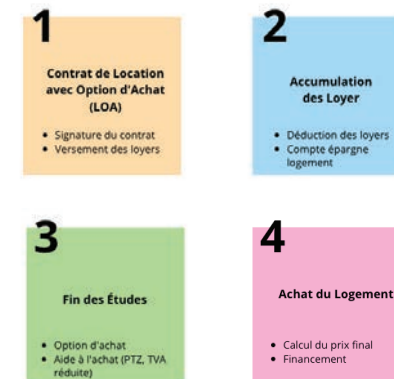 1
Contrat de Location
avec Option d'Achat
(LOA)
• Signature du contrat
• Versement des loyers
2
Accumulation
des Loyer
• Déduction des loyers
• Compte épargne
logement
3
Fin des Études
• Option d'achat
• Aide à l'achat (PTZ, TVA
réduite)
4
Achat du Logement
• Calcul du prix final
• Financement